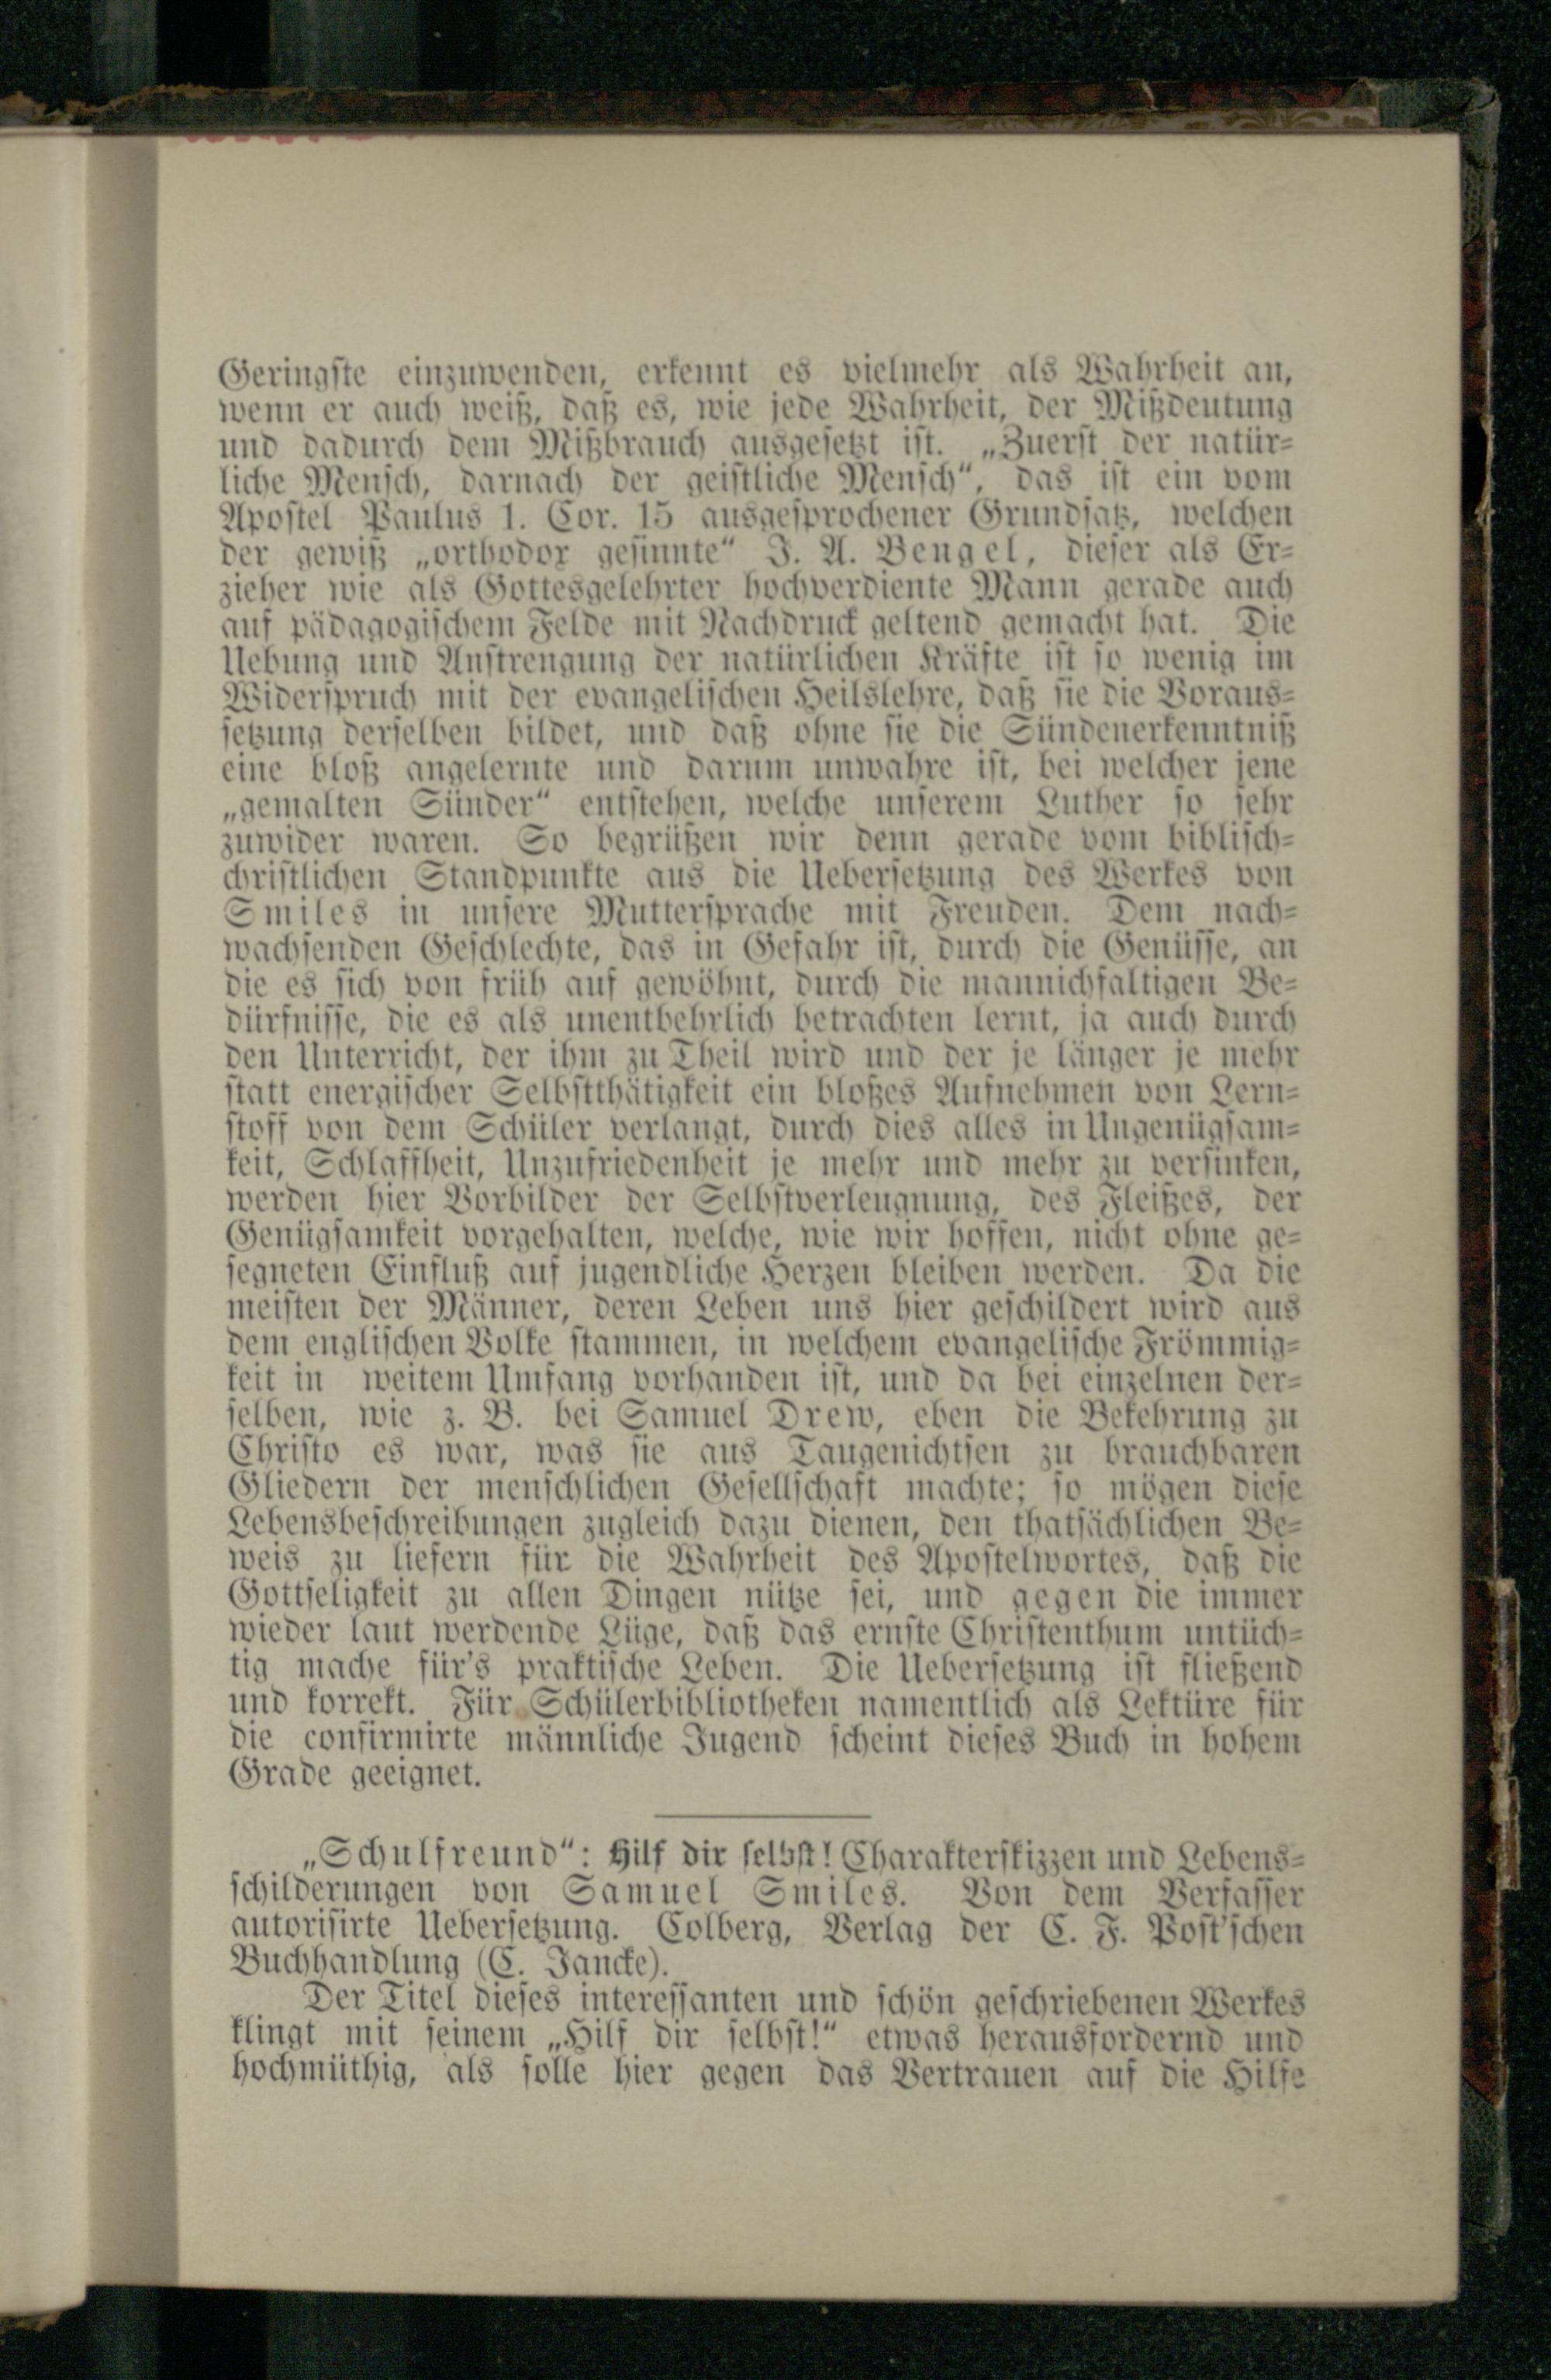 Geringſte einzuwenden, erkennt es vielmehr als Wahrheit an,
wenn er auch weiß, daß es, wie jede Wahrheit, der Mißdeutung
und dadurch dem Mißbrauch ausgeſetzt iſt. „Zuerſt der natür-
liche Menſch, darnach der geiſtliche Menſch“, das iſt ein vom
Apoſtel Paulus 1. Cor. 15 ausgeſprochener Grundſatz, welchen
der gewiß „orthodox geſinnte“ J. A. Bengel, dieſer als Er-
zieher wie als Gottesgelehrter hochverdiente Mann gerade auch
auf pädagogiſchem Felde mit Nachdruck geltend gemacht hat. Die
Uebung und Anſtrengung der natürlichen Kräfte iſt ſo wenig im
Widerſpruch mit der evangeliſchen Heilslehre, daß ſie die Voraus-
ſetzung derſelben bildet, und daß ohne ſie die Sündenerkenntniß
eine bloß angelernte und darum unwahre iſt, bei welcher jene
„gemalten Sünder“ entſtehen, welche unſerem Luther ſo ſehr
zuwider waren. So begrüßen wir denn gerade vom bibliſch-
chriſtlichen Standpunkte aus die Ueberſetzung des Werkes von
Smiles in unſere Mutterſprache mit Freuden. Dem nach-
wachſenden Geſchlechte, das in Gefahr iſt, durch die Genüſſe, an
die es ſich von früh auf gewöhnt, durch die mannichfaltigen Be-
dürfniſſe, die es als unentbehrlich betrachten lernt, ja auch durch
den Unterricht, der ihm zu Theil wird und der je länger je mehr
ſtatt energiſcher Selbſtthätigkeit ein bloßes Aufnehmen von Lern-
ſtoff von dem Schüler verlangt, durch dies alles in Ungenügſam-
keit, Schlaffheit, Unzufriedenheit je mehr und mehr zu verſinken,
werden hier Vorbilder der Selbſtverleugnung, des Fleißes, der
Genügſamkeit vorgehalten, welche, wie wir hoffen, nicht ohne ge-
ſegneten Einfluß auf jugendliche Herzen bleiben werden. Da die
meiſten der Männer, deren Leben uns hier geſchildert wird aus
dem engliſchen Volke ſtammen, in welchem evangeliſche Frömmig-
keit in weitem Umfang vorhanden iſt, und da bei einzelnen der-
ſelben, wie z. B. bei Samuel Drew, eben die Bekehrung zu
Chriſto es war, was ſie aus Taugenichtſen zu brauchbaren
Gliedern der menſchlichen Geſellſchaft machte; ſo mögen dieſe
Lebensbeſchreibungen zugleich dazu dienen, den thatſächlichen Be-
weis zu liefern für die Wahrheit des Apoſtelwortes, daß die
Gottſeligkeit zu allen Dingen nütze ſei, und gegen die immer
wieder laut werdende Lüge, daß das ernſte Chriſtenthum untüch-
tig mache für's praktiſche Leben. Die Ueberſetzung iſt fließend
und korrekt. Für Schülerbibliotheken namentlich als Lektüre für
die confirmirte männliche Jugend ſcheint dieſes Buch in hohem
Grade geeignet.
„Schulfreund“: Hilf dir ſelbſt! Charakterſkizzen und Lebens-
ſchilderungen von Samuel Smiles. Von dem Verfaſſer
autoriſirte Ueberſetzung. Colberg, Verlag der C. F. Poſt'ſchen
Buchhandlung (C. Jancke).
Der Titel dieſes intereſſanten und ſchön geſchriebenen Werkes
klingt mit ſeinem „Hilf dir ſelbſt!“ etwas herausfordernd und
hochmüthig, als ſolle hier gegen das Vertrauen auf die Hilfe